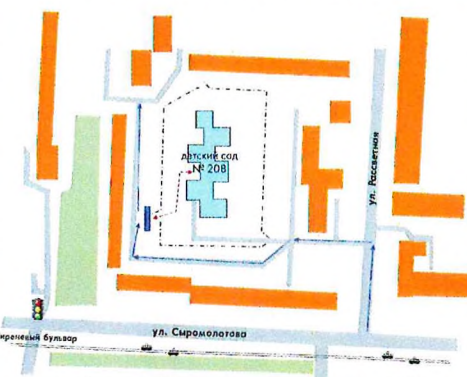 детский сад
№ 208
ул. Рассветная
ул. Сыромолотова
иреневый бульвар